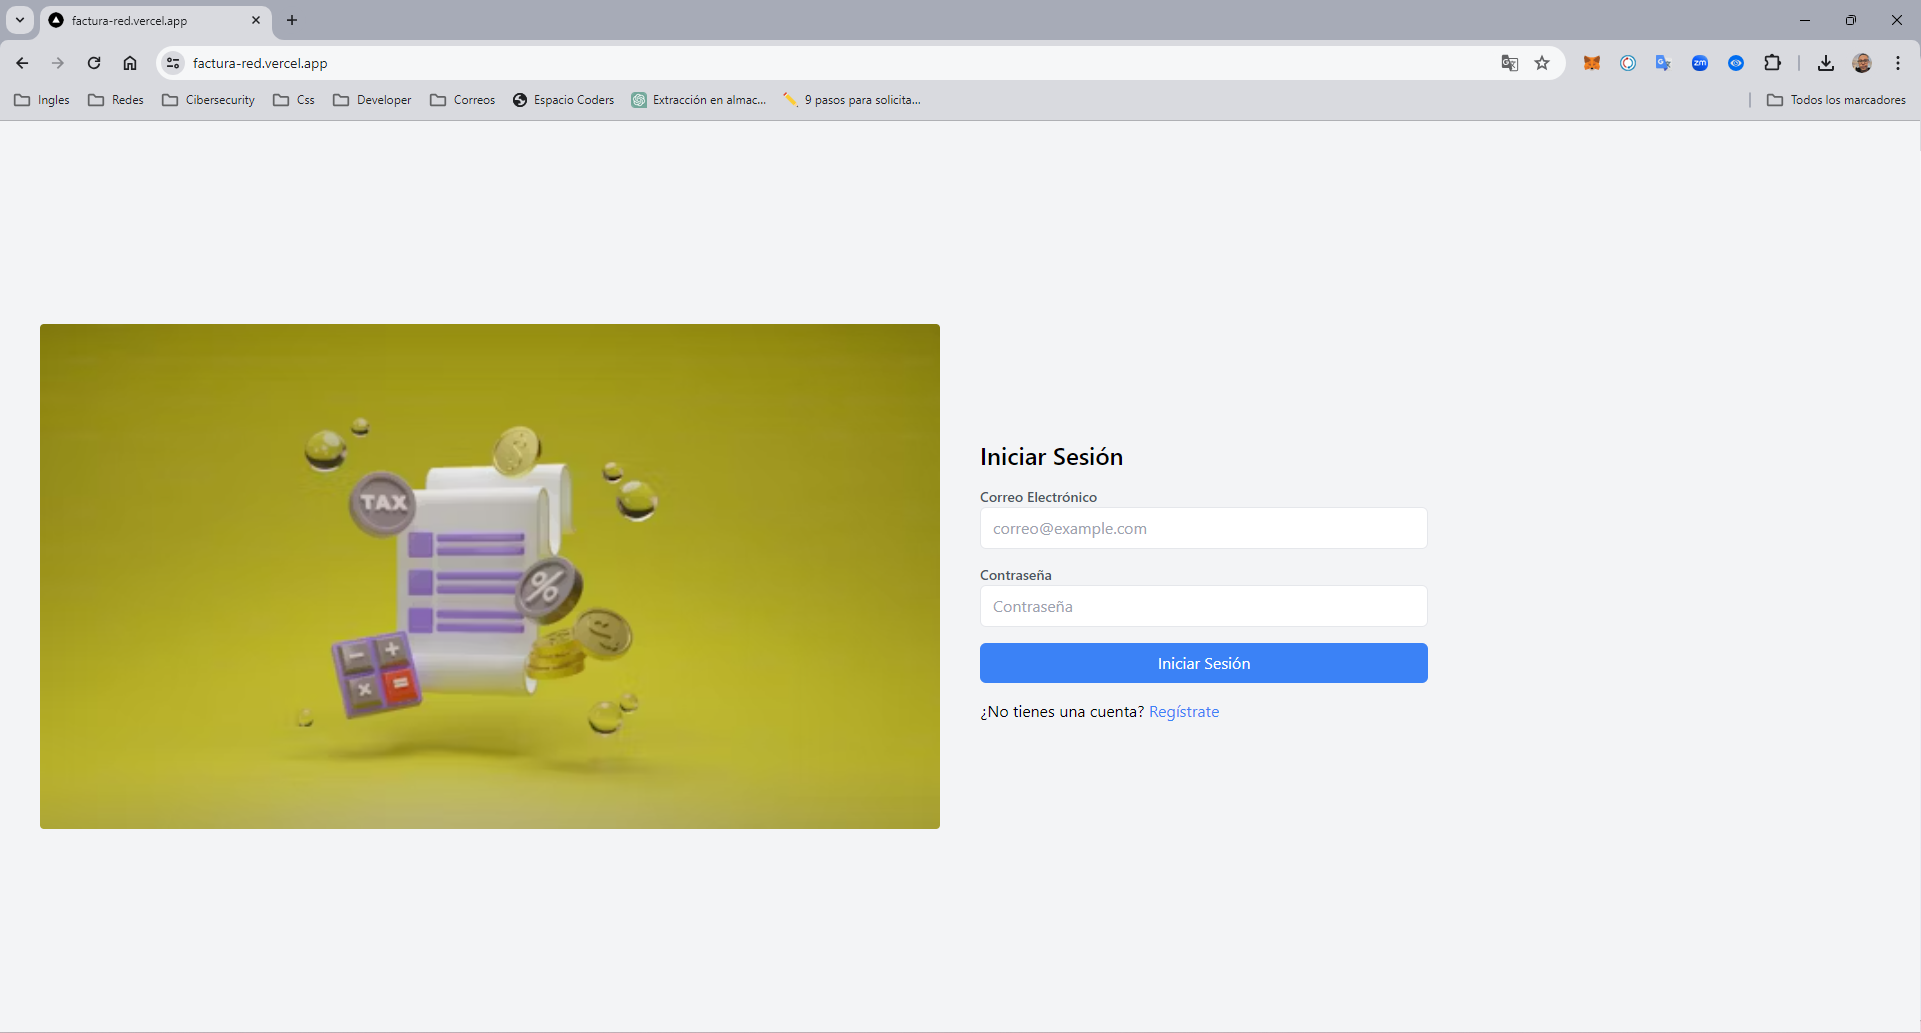 factura-red.vercel.app
factura-red.vercel.app
zm
Ingles
Redes
Cibersecurity
Css
Developer
Correos
Espacio Coders
Extracción en almac...
9 pasos para solicita...
Todos los marcadores
TAX
%
Iniciar Sesión
Correo Electrónico
correo@example.com
Contraseña
Contraseña
Iniciar Sesión
¿No tienes una cuenta? Regístrate